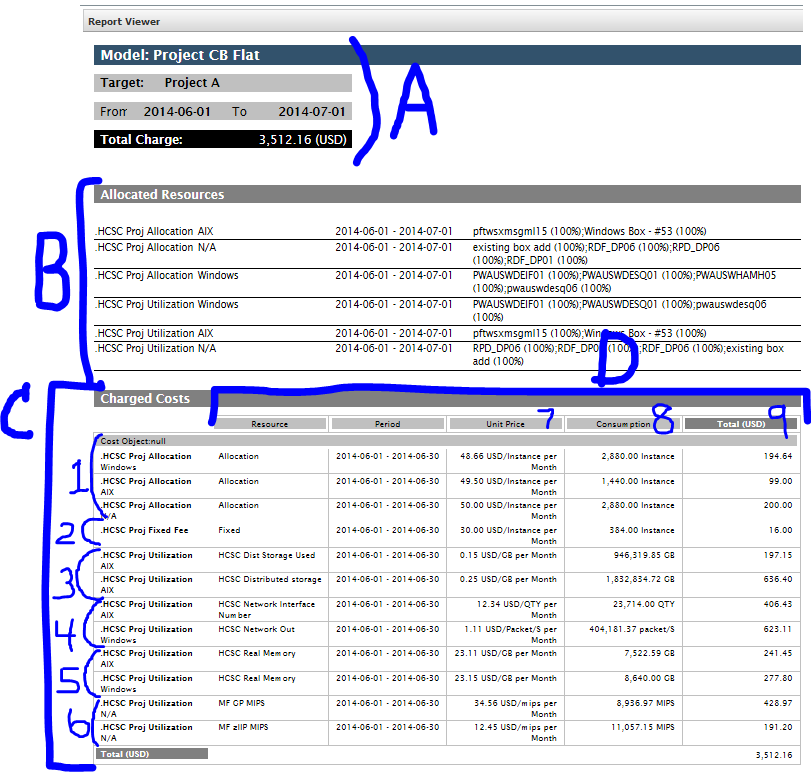 Report Viewer
Model: Project CB Flat
Target: Project A
From 2014-06-01 To 2014-07-01
Total Charge: 3,512.16 (USD)
A
Allocated Resources
B
.HCSC Proj Allocation AIX 2014-06-01 - 2014-07-01 pftwsxmsgml15 (100%);Windows Box - #53 (100%)
.HCSC Proj Allocation N/A 2014-06-01 - 2014-07-01 existing box add (100%);RDF_DP06 (100%);RPD_DP06
(100%);RDF_DP01 (100%)
.HCSC Proj Allocation Windows 2014-06-01 - 2014-07-01 PWAUSWDEIF01 (100%);PWAUSWDESQ01 (100%);PWAUSWHAMH05
(100%);pwauswdesq06 (100%)
.HCSC Proj Utilization Windows 2014-06-01 - 2014-07-01 PWAUSWDEIF01 (100%);PWAUSWDESQ01 (100%);pwauswdesq06
(100%)
.HCSC Proj Utilization AIX 2014-06-01 - 2014-07-01 pftwsxmsgml15 (100%);Windows Box - #53 (100%)
.HCSC Proj Utilization N/A 2014-06-01 - 2014-07-01 RPD_DP06 (100%);RDF_DP0 (100%);RDF_DP06 (100%);existing box
add (100%)
D
C
Charged Costs
Resource Period Unit Price 7 Consumption 8 Total (USD) 9
Cost Object:null
1
.HCSC Proj Allocation Allocation 2014-06-01 - 2014-06-30 48.66 USD/Instance per 2,880.00 Instance 194.64
Windows Month
.HCSC Proj Allocation Allocation 2014-06-01 - 2014-06-30 49.50 USD/Instance per 1,440.00 Instance 99.00
AIX Month
.HCSC Proj Allocation Allocation 2014-06-01 - 2014-06-30 50.00 USD/Instance per 2,880.00 Instance 200.00
N/A Month
2
.HCSC Proj Fixed Fee Fixed 2014-06-01 - 2014-06-30 30.00 USD/Instance per 384.00 Instance 16.00
Month
3
.HCSC Proj Utilization HCSC Dist Storage Used 2014-06-01 - 2014-06-30 0.15 USD/GB per Month 946,319.85 GB 197.15
AIX
.HCSC Proj Utilization HCSC Distributed storage 2014-06-01 - 2014-06-30 0.25 USD/GB per Month 1,832,834.72 GB 636.40
AIX
4
.HCSC Proj Utilization HCSC Network Interface 2014-06-01 - 2014-06-30 12.34 USD/QTY per 23,714.00 QTY 406.43
AIX Number Month
.HCSC Proj Utilization HCSC Network Out 2014-06-01 - 2014-06-30 1.11 USD/Packet/S per 404,181.37 packet/S 623.11
Windows Month
5
.HCSC Proj Utilization HCSC Real Memory 2014-06-01 - 2014-06-30 23.11 USD/GB per Month 7,522.59 GB 241.45
AIX
.HCSC Proj Utilization HCSC Real Memory 2014-06-01 - 2014-06-30 23.15 USD/GB per Month 8,640.00 GB 277.80
Windows
6
.HCSC Proj Utilization MF GP MIPS 2014-06-01 - 2014-06-30 34.56 USD/mips per 8,936.97 MIPS 428.97
N/A Month
.HCSC Proj Utilization MF zIIP MIPS 2014-06-01 - 2014-06-30 12.45 USD/mips per 11,057.15 MIPS 191.20
N/A Month
Total (USD) 3,512.16